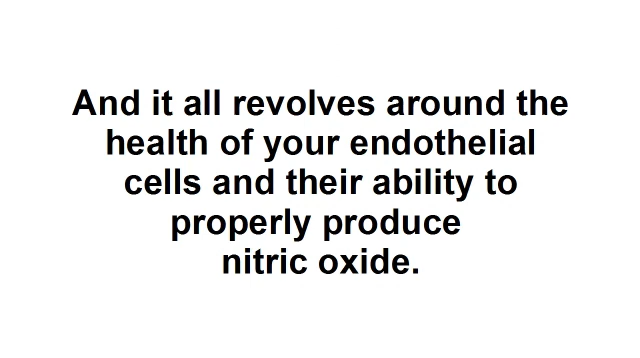 And it all revolves around the
health of your endothelial
cells and their ability to
properly produce
nitric oxide.